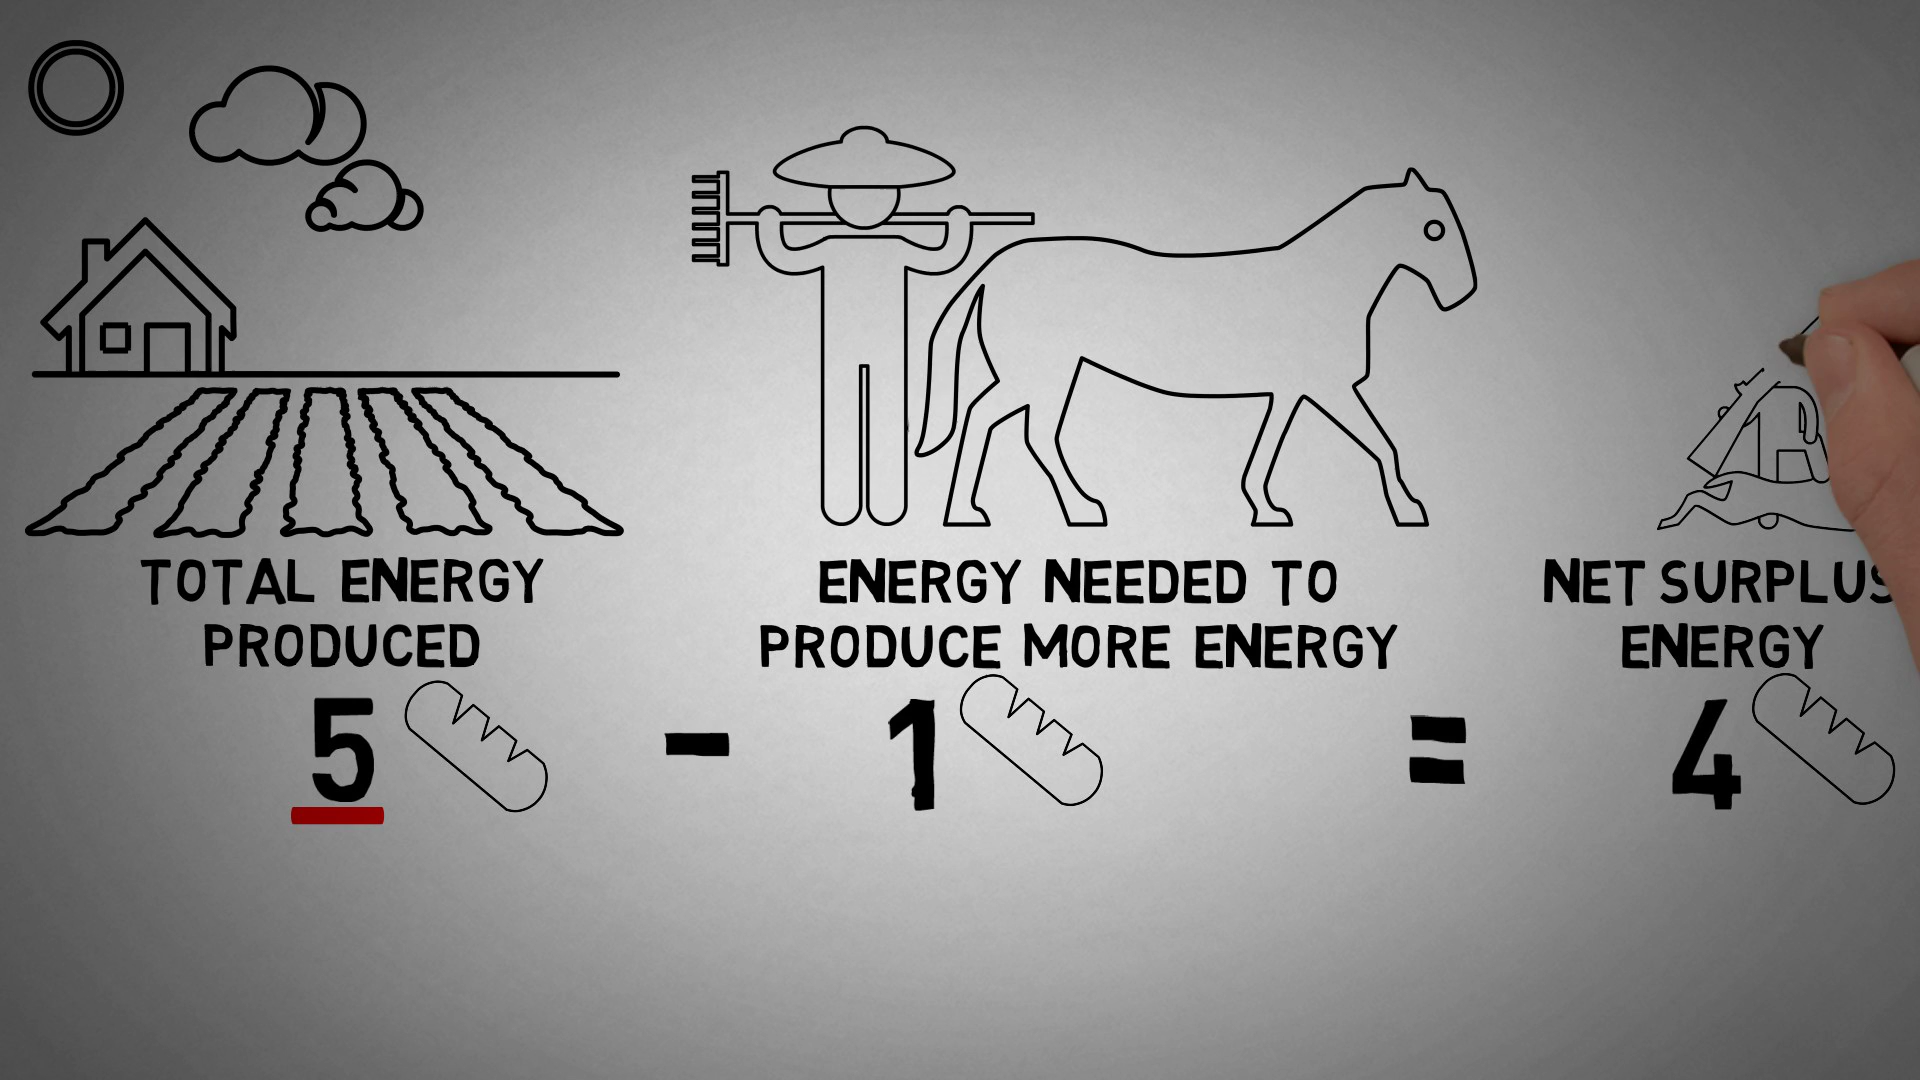 TOTAL ENERGY
PRODUCED
ENERGY NEEDED TO
PRODUCE MORE ENERGY
NET SURPLUS
ENERGY
5 - 1 = 4